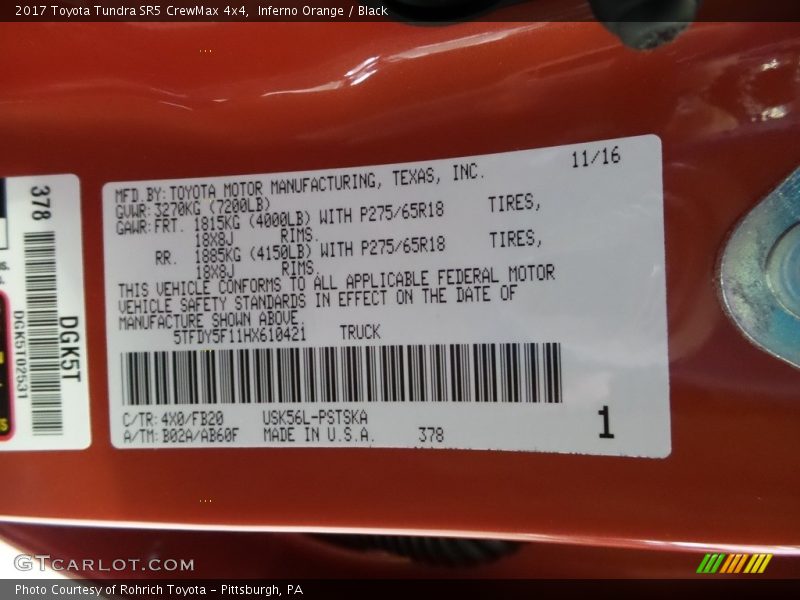 2017 Toyota Tundra SR5 CrewMax 4x4, Inferno Orange / Black
11/16
MFD.BY:TOYOTA MOTOR MANUFACTURING, TEXAS, INC.
GVWR:3270KG (7200LB)
GAWR:FRT. 1815KG (4000LB) WITH P275/65R18 TIRES,
18X8J RIMS.
RR. 1885KG (4150LB) WITH P275/65R18 TIRES,
18X8J RIMS.
THIS VEHICLE CONFORMS TO ALL APPLICABLE FEDERAL MOTOR
VEHICLE SAFETY STANDARDS IN EFFECT ON THE DATE OF
MANUFACTURE SHOWN ABOVE.
5TFDY5F11HX610421 TRUCK
C/TR:4X0/FB20 USK56L-PSTSKA
A/TM:B02A/AB60F MADE IN U.S.A. 378
1
378
DGK5T
DGK5T02531
GTCARLOT.COM
Photo Courtesy of Rohrich Toyota - Pittsburgh, PA